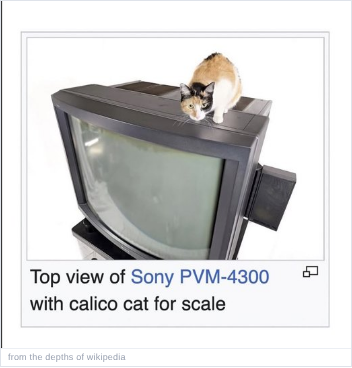 Top view of Sony PVM-4300
with calico cat for scale
from the depths of wikipedia